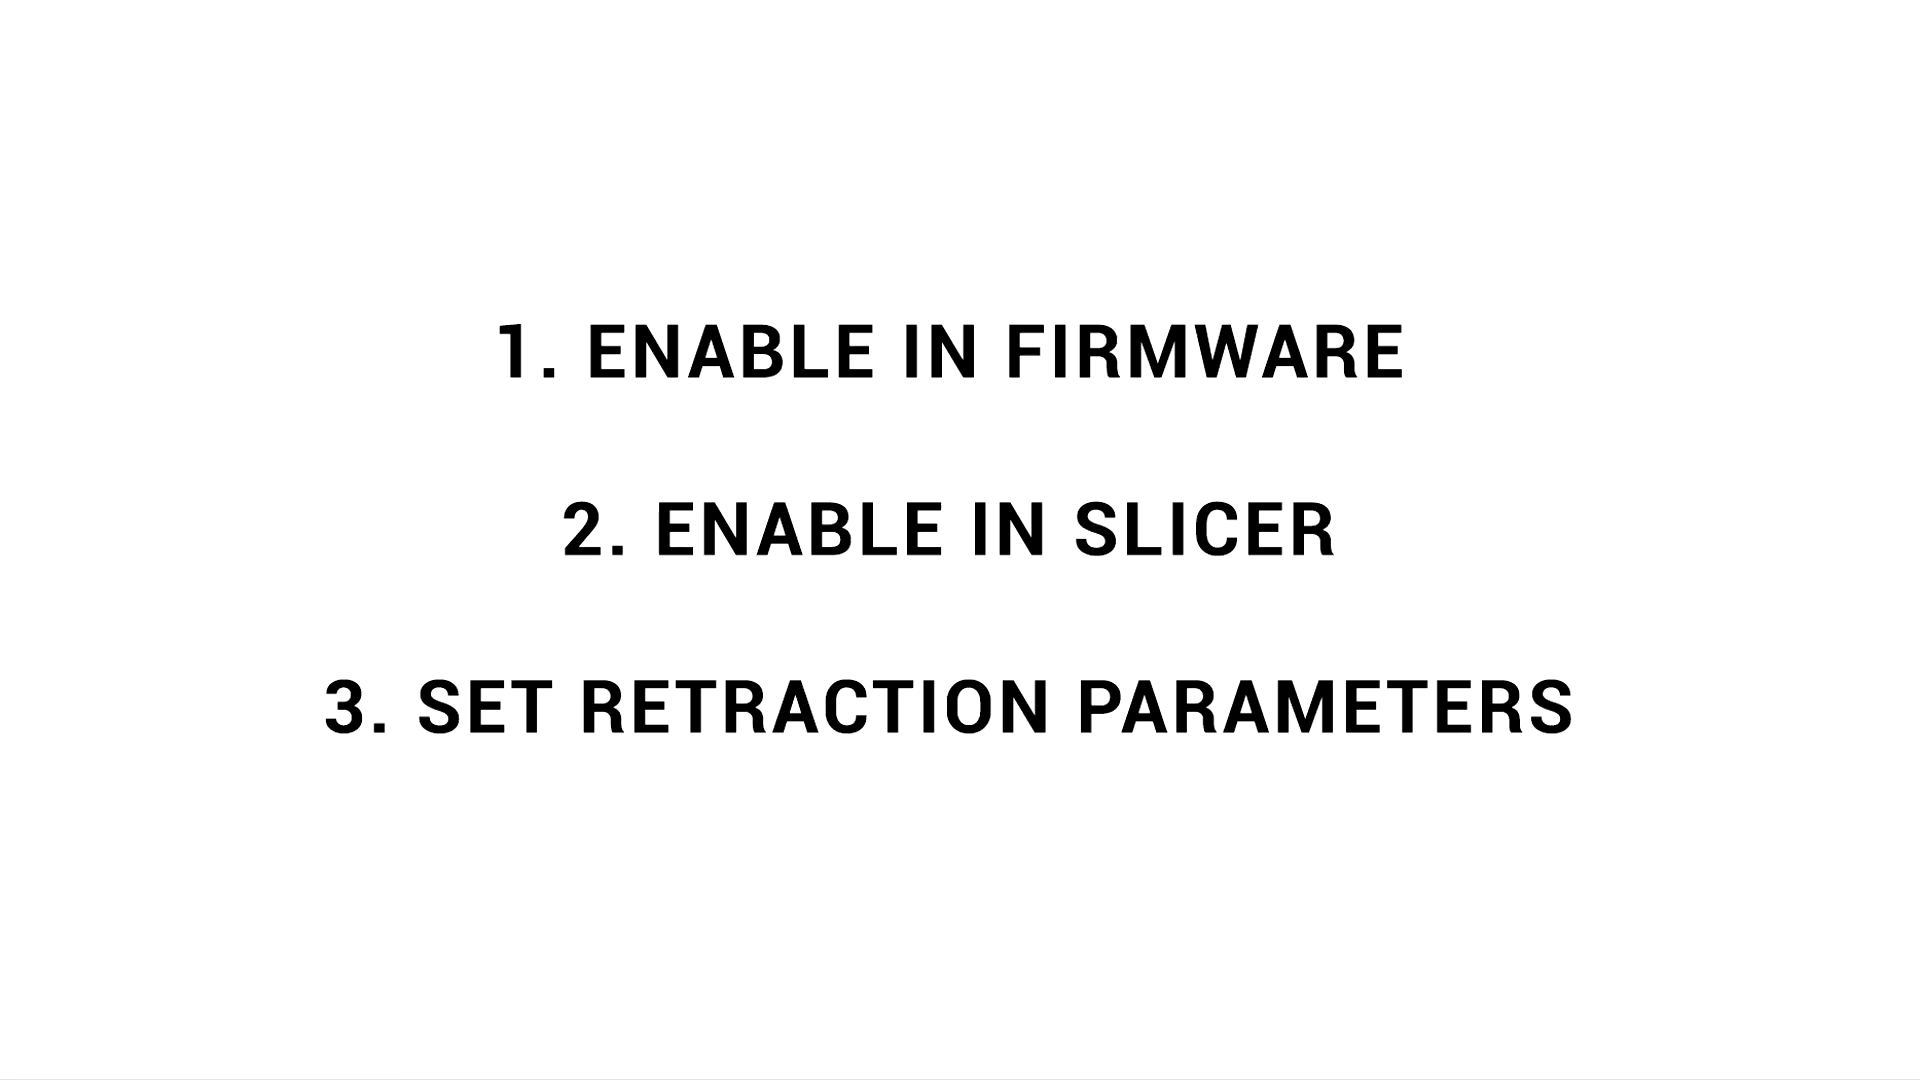 1. ENABLE IN FIRMWARE
2. ENABLE IN SLICER
3. SET RETRACTION PARAMETERS